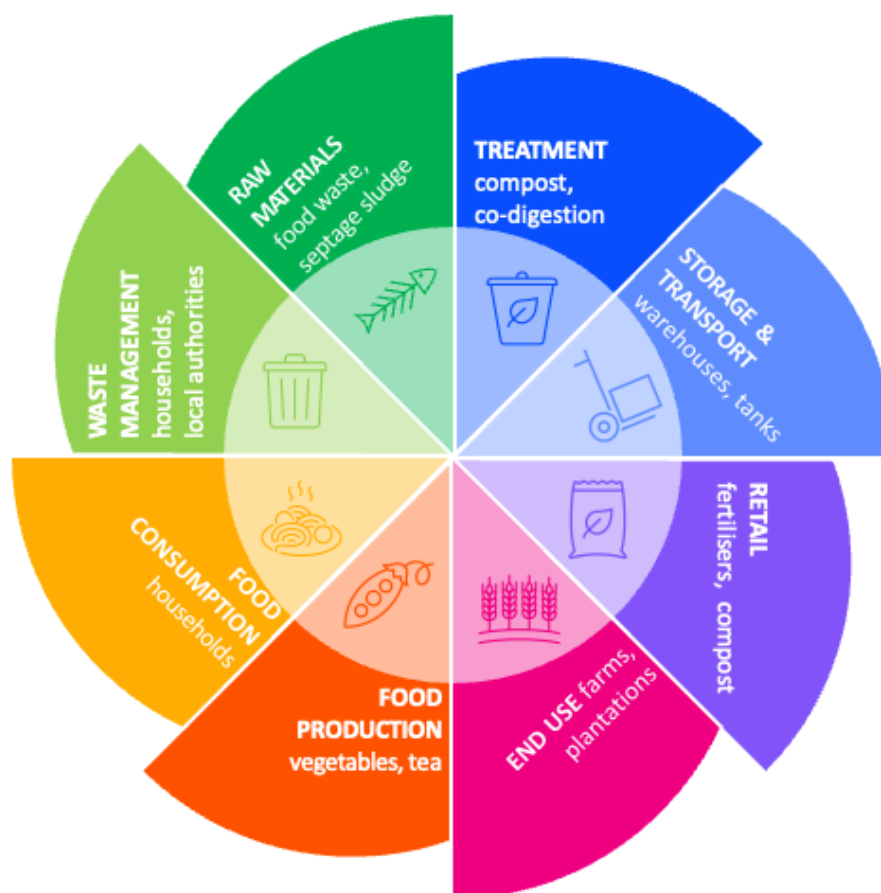 RAW
MATERIALS
food waste,
septage sludge
TREATMENT
compost,
co-digestion
STORAGE &
TRANSPORT
warehouses, tanks
RETAIL
fertilisers, compost
END USE farms,
plantations
FOOD
PRODUCTION
vegetables, tea
FOOD
CONSUMPTION
households
WASTE
MANAGEMENT
households,
local authorities